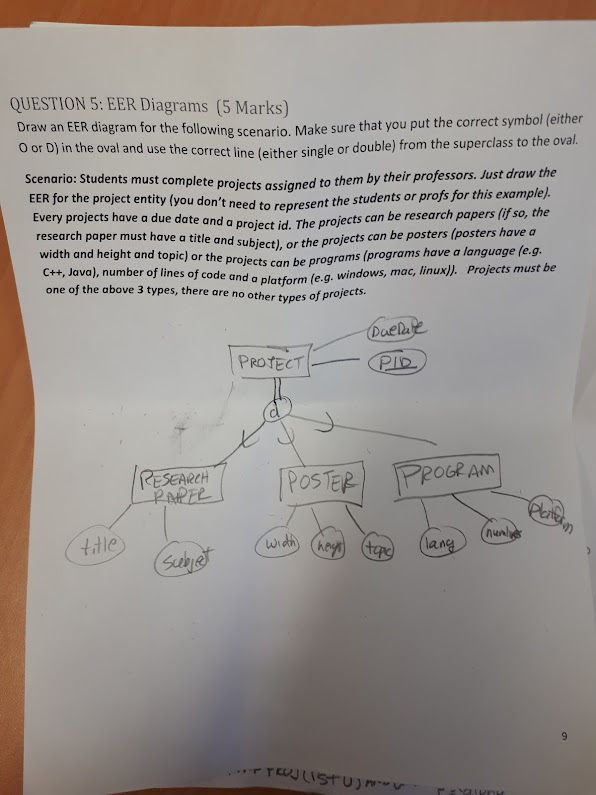 QUESTION 5: EER Diagrams (5 Marks)
Draw an EER diagram for the following scenario. Make sure that you put the correct symbol (either
O or D) in the oval and use the correct line (either single or double) from the superclass to the oval.
Scenario: Students must complete projects assigned to them by their professors. Just draw the
EER for the project entity (you don't need to represent the students or profs for this example).
Every projects have a due date and a project id. The projects can be research papers (if so, the
research paper must have a title and subject), or the projects can be posters (posters have a
width and height and topic) or the projects can be programs (programs have a language (e.g.
C++, Java), number of lines of code and a platform (e.g. windows, mac, linux)). Projects must be
one of the above 3 types, there are no other types of projects.
DueDate
PROJECT
PID
d
RESEARCH
PAPER
POSTER
PROGRAM
title
subject
width
topic
lang
platform
9